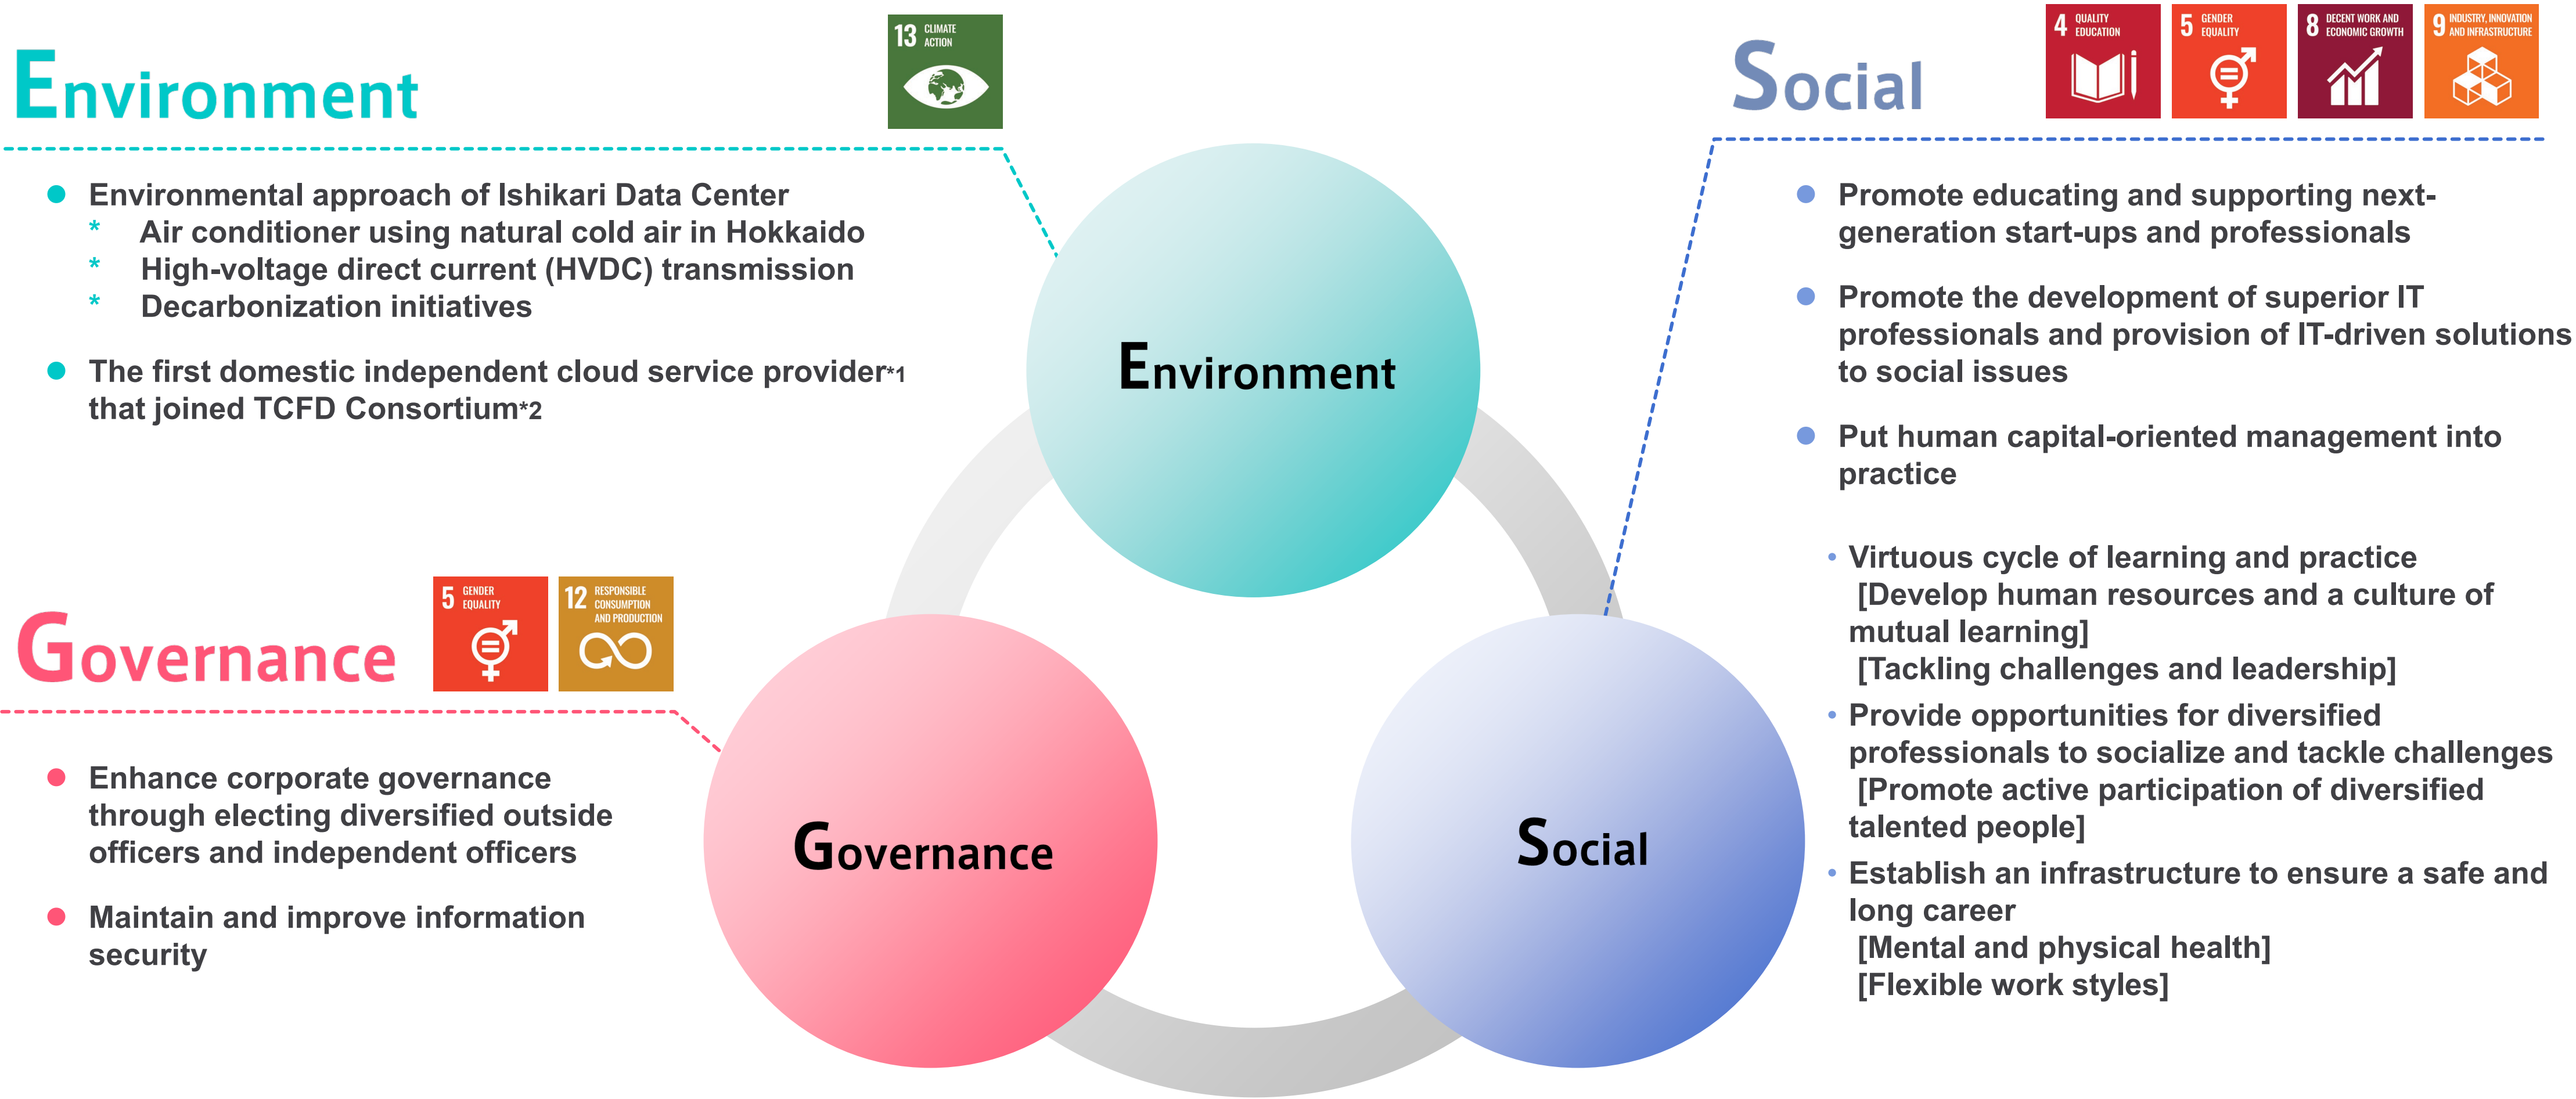 Environment
13 CLIMATE
ACTION
● Environmental approach of Ishikari Data Center
* Air conditioner using natural cold air in Hokkaido
* High-voltage direct current (HVDC) transmission
* Decarbonization initiatives
● The first domestic independent cloud service provider*1
that joined TCFD Consortium*2
Governance
5 GENDER
EQUALITY
12 RESPONSIBLE
CONSUMPTION
AND PRODUCTION
● Enhance corporate governance
through electing diversified outside
officers and independent officers
● Maintain and improve information
security
Environment
Governance
Social
Social
4 QUALITY
EDUCATION
5 GENDER
EQUALITY
8 DECENT WORK AND
ECONOMIC GROWTH
9 INDUSTRY, INNOVATION
AND INFRASTRUCTURE
● Promote educating and supporting next-
generation start-ups and professionals
● Promote the development of superior IT
professionals and provision of IT-driven solutions
to social issues
● Put human capital-oriented management into
practice
• Virtuous cycle of learning and practice
[Develop human resources and a culture of
mutual learning]
[Tackling challenges and leadership]
• Provide opportunities for diversified
professionals to socialize and tackle challenges
[Promote active participation of diversified
talented people]
• Establish an infrastructure to ensure a safe and
long career
[Mental and physical health]
[Flexible work styles]